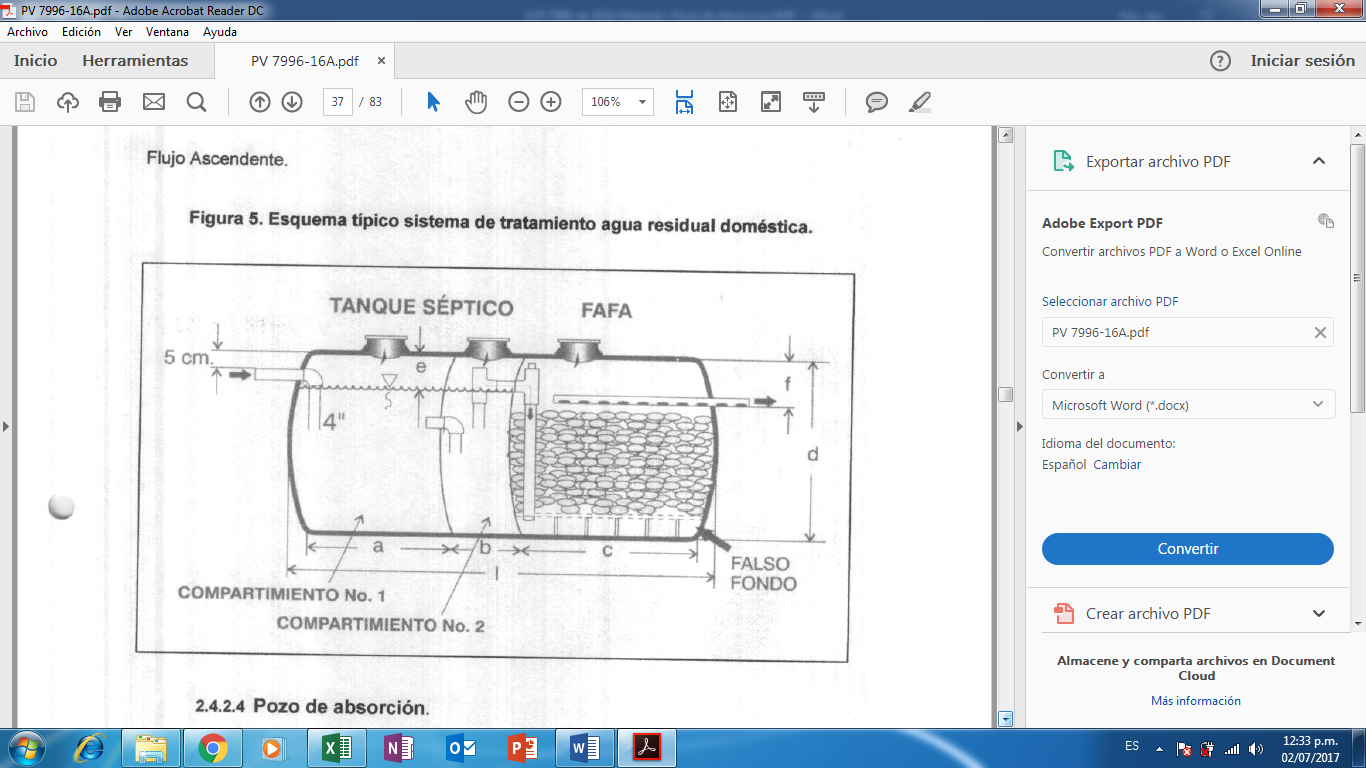 PV 7996-16A.pdf - Adobe Acrobat Reader DC
Archivo Edición Ver Ventana Ayuda
Inicio Herramientas PV 7996-16A.pdf × Iniciar sesión
37 / 83 106%
Flujo Ascendente.
Figura 5. Esquema típico sistema de tratamiento agua residual doméstica.
TANQUE SÉPTICO FAFA
5 cm.
e
f
4"
d
a b c
l
FALSO
FONDO
COMPARTIMIENTO No. 1
COMPARTIMIENTO No. 2
2.4.2.4 Pozo de absorción.
Exportar archivo PDF
Adobe Export PDF
Convertir archivos PDF a Word o Excel Online
Seleccionar archivo PDF
PV 7996-16A.pdf
Convertir a
Microsoft Word (*.docx)
Idioma del documento:
Español Cambiar
Convertir
Crear archivo PDF
Almacene y comparta archivos en Document
Cloud
Más información
ES
12:33 p.m.
02/07/2017